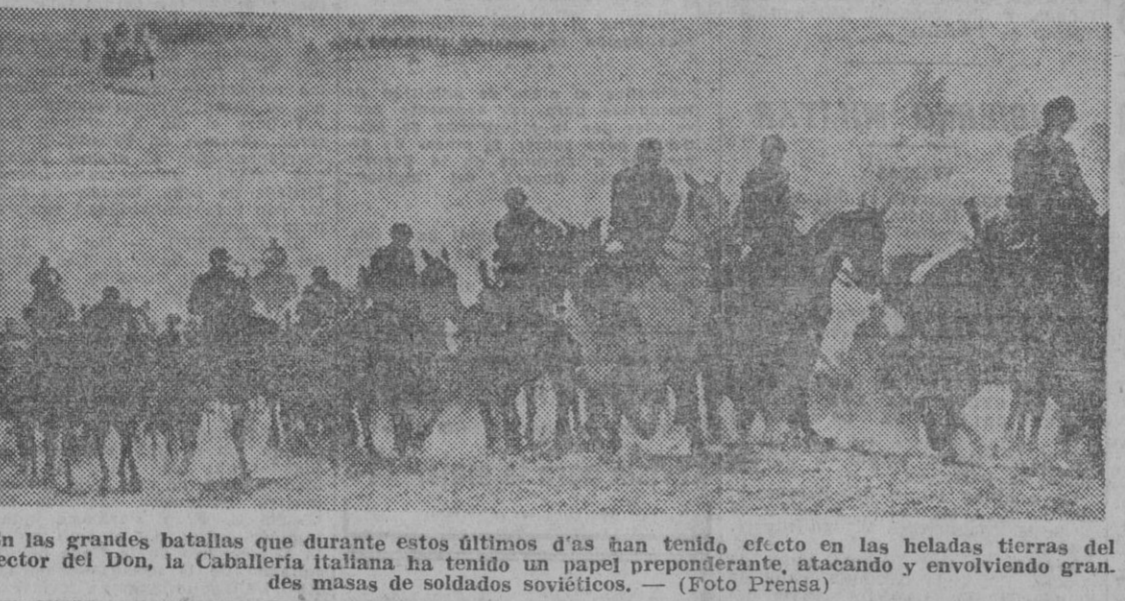 n las grandes batallas que durante estos últimos d'as han tenido efecto en las heladas tierras del
ector del Don, la Caballería italiana ha tenido un papel preponderante, atacando y envolviendo gran-
des masas de soldados soviéticos. — (Foto Prensa)